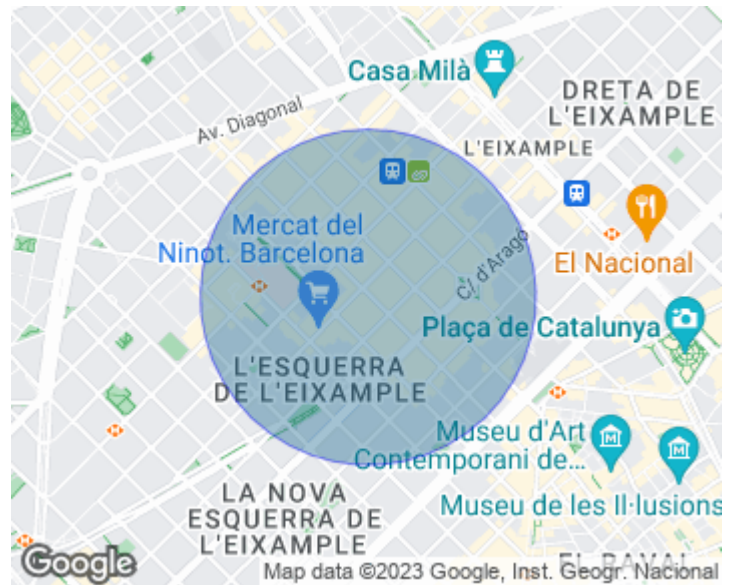 Casa Milà
DRETA DE
L'EIXAMPLE
Av. Diagonal
L'EIXAMPLE
Mercat del
Ninot. Barcelona
C/ d'Aragó
El Nacional
Plaça de Catalunya
L'ESQUERRA
DE L'EIXAMPLE
Museu d'Art
Contemporani de...
LA NOVA
ESQUERRA DE
L'EIXAMPLE
Museu de les Il·lusions
EL RAVAL
Google
Map data ©2023 Google, Inst. Geogr. Nacional